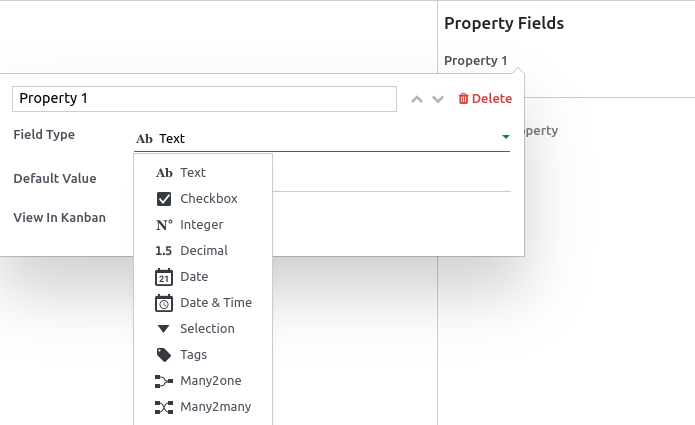 Property Fields
Property 1
Property 1
Delete
operty
Field Type
Ab Text
Default Value
View In Kanban
Ab Text
Checkbox
N° Integer
1.5 Decimal
21 Date
Date & Time
Selection
Tags
Many2one
Many2many